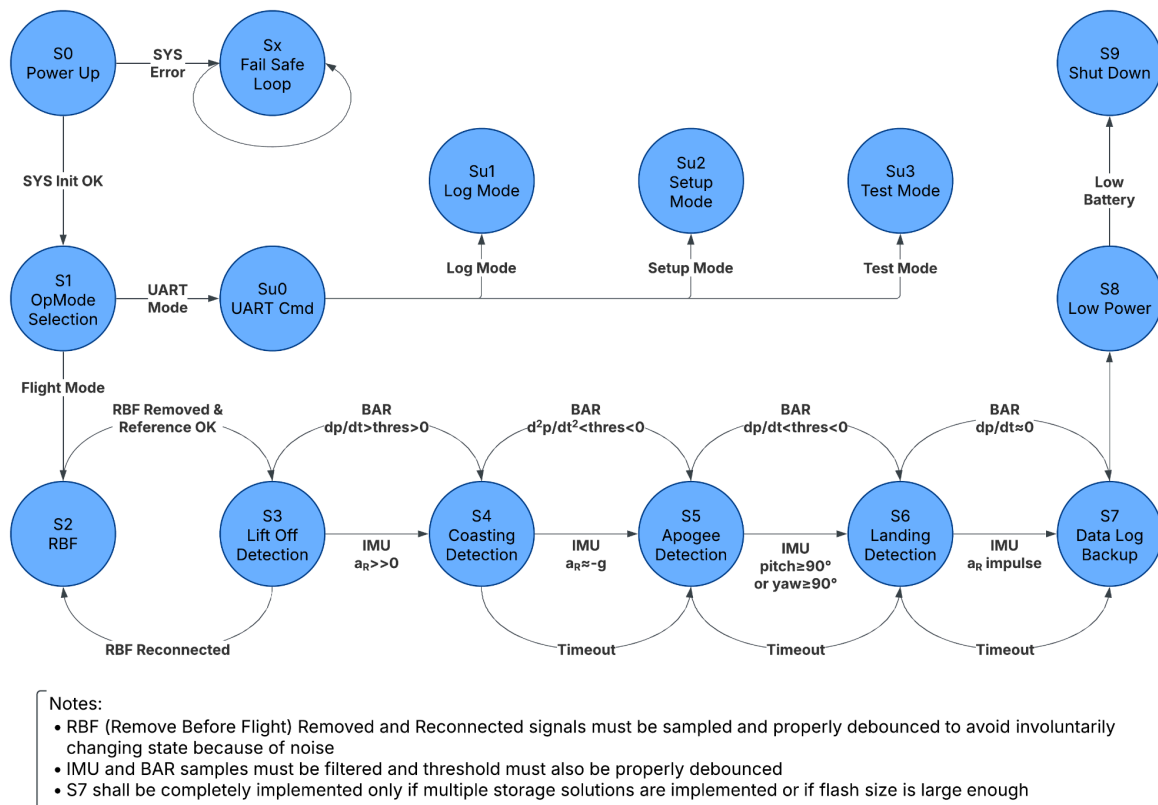 S0
Power Up
SYS
Error
Sx
Fail Safe
Loop
S9
Shut Down
SYS Init OK
Su1
Log Mode
Su2
Setup
Mode
Su3
Test Mode
Low
Battery
S1
OpMode
Selection
UART
Mode
Su0
UART Cmd
Log Mode
Setup Mode
Test Mode
S8
Low Power
Flight Mode
RBF Removed &
Reference OK
BAR
dp/dt>thres>0
BAR
d²p/dt²<thres<0
BAR
dp/dt<thres<0
BAR
dp/dt≈0
S2
RBF
S3
Lift Off
Detection
IMU
aR>>0
S4
Coasting
Detection
IMU
aR≈-g
S5
Apogee
Detection
IMU
pitch≥90°
or yaw≥90°
S6
Landing
Detection
IMU
aR impulse
S7
Data Log
Backup
RBF Reconnected
Timeout
Timeout
Timeout
Notes:
• RBF (Remove Before Flight) Removed and Reconnected signals must be sampled and properly debounced to avoid involuntarily
changing state because of noise
• IMU and BAR samples must be filtered and threshold must also be properly debounced
• S7 shall be completely implemented only if multiple storage solutions are implemented or if flash size is large enough